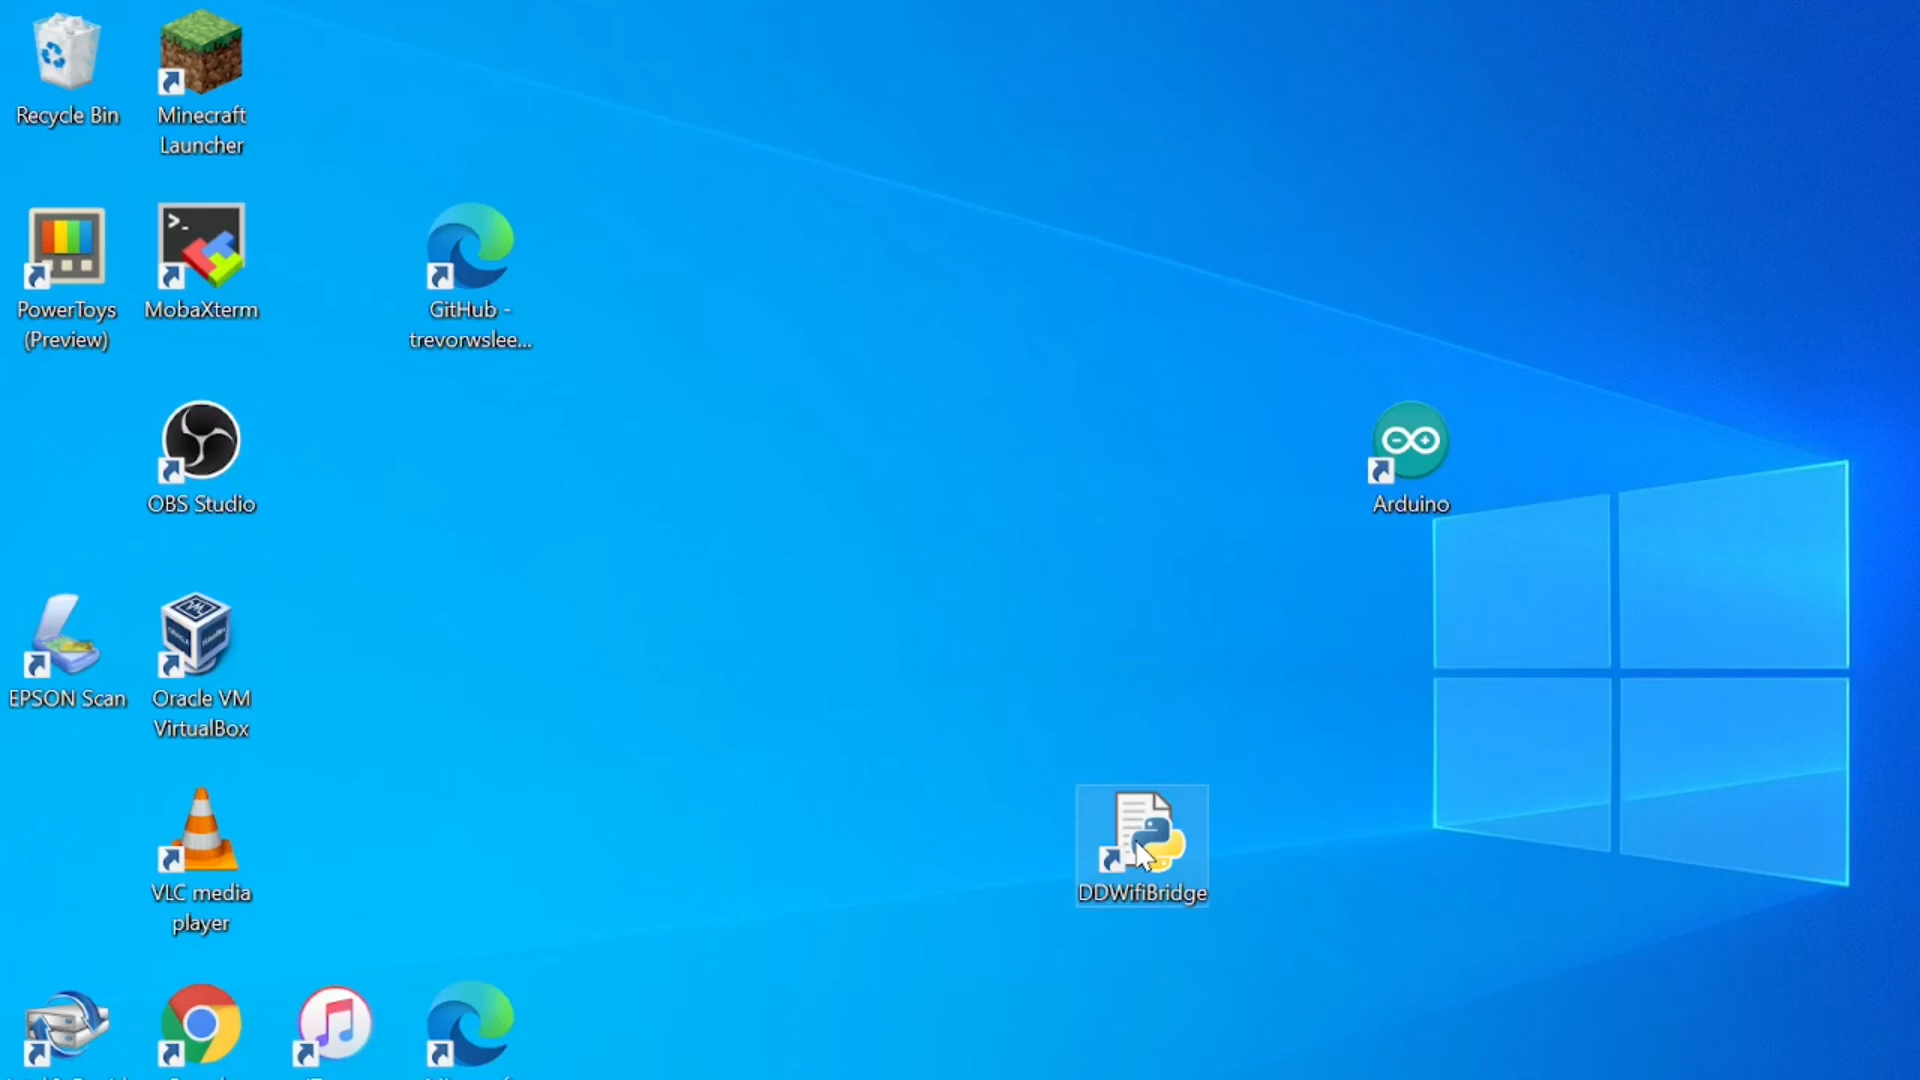 Recycle Bin
Minecraft
Launcher
PowerToys
(Preview)
MobaXterm
GitHub -
trevorwslee...
OBS Studio
Arduino
EPSON Scan
Oracle VM
VirtualBox
VLC media
player
DDWifiBridge